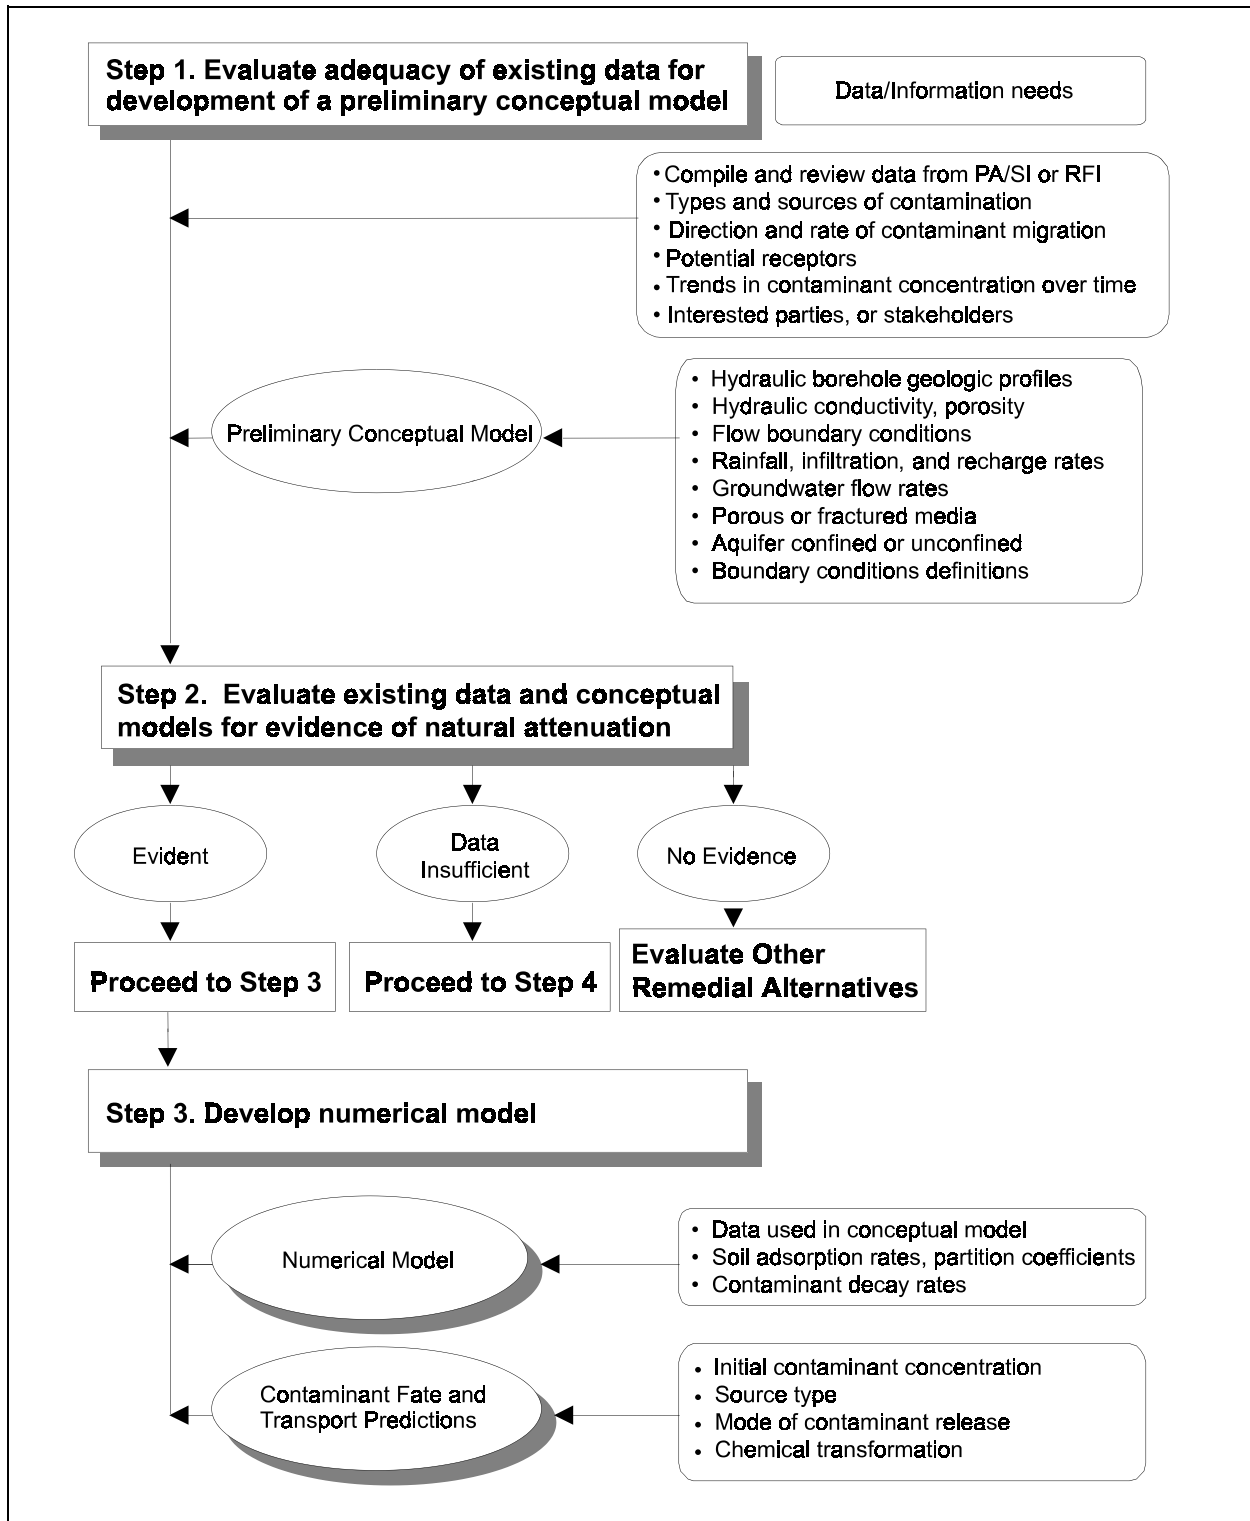 Step 1. Evaluate adequacy of existing data for
development of a preliminary conceptual model
Data/Information needs
• Compile and review data from PA/SI or RFI
• Types and sources of contamination
• Direction and rate of contaminant migration
• Potential receptors
• Trends in contaminant concentration over time
• Interested parties, or stakeholders
Preliminary Conceptual Model
• Hydraulic borehole geologic profiles
• Hydraulic conductivity, porosity
• Flow boundary conditions
• Rainfall, infiltration, and recharge rates
• Groundwater flow rates
• Porous or fractured media
• Aquifer confined or unconfined
• Boundary conditions definitions
Step 2. Evaluate existing data and conceptual
models for evidence of natural attenuation
Evident
Data
Insufficient
No Evidence
Proceed to Step 3
Proceed to Step 4
Evaluate Other
Remedial Alternatives
Step 3. Develop numerical model
Numerical Model
• Data used in conceptual model
• Soil adsorption rates, partition coefficients
• Contaminant decay rates
Contaminant Fate and
Transport Predictions
• Initial contaminant concentration
• Source type
• Mode of contaminant release
• Chemical transformation